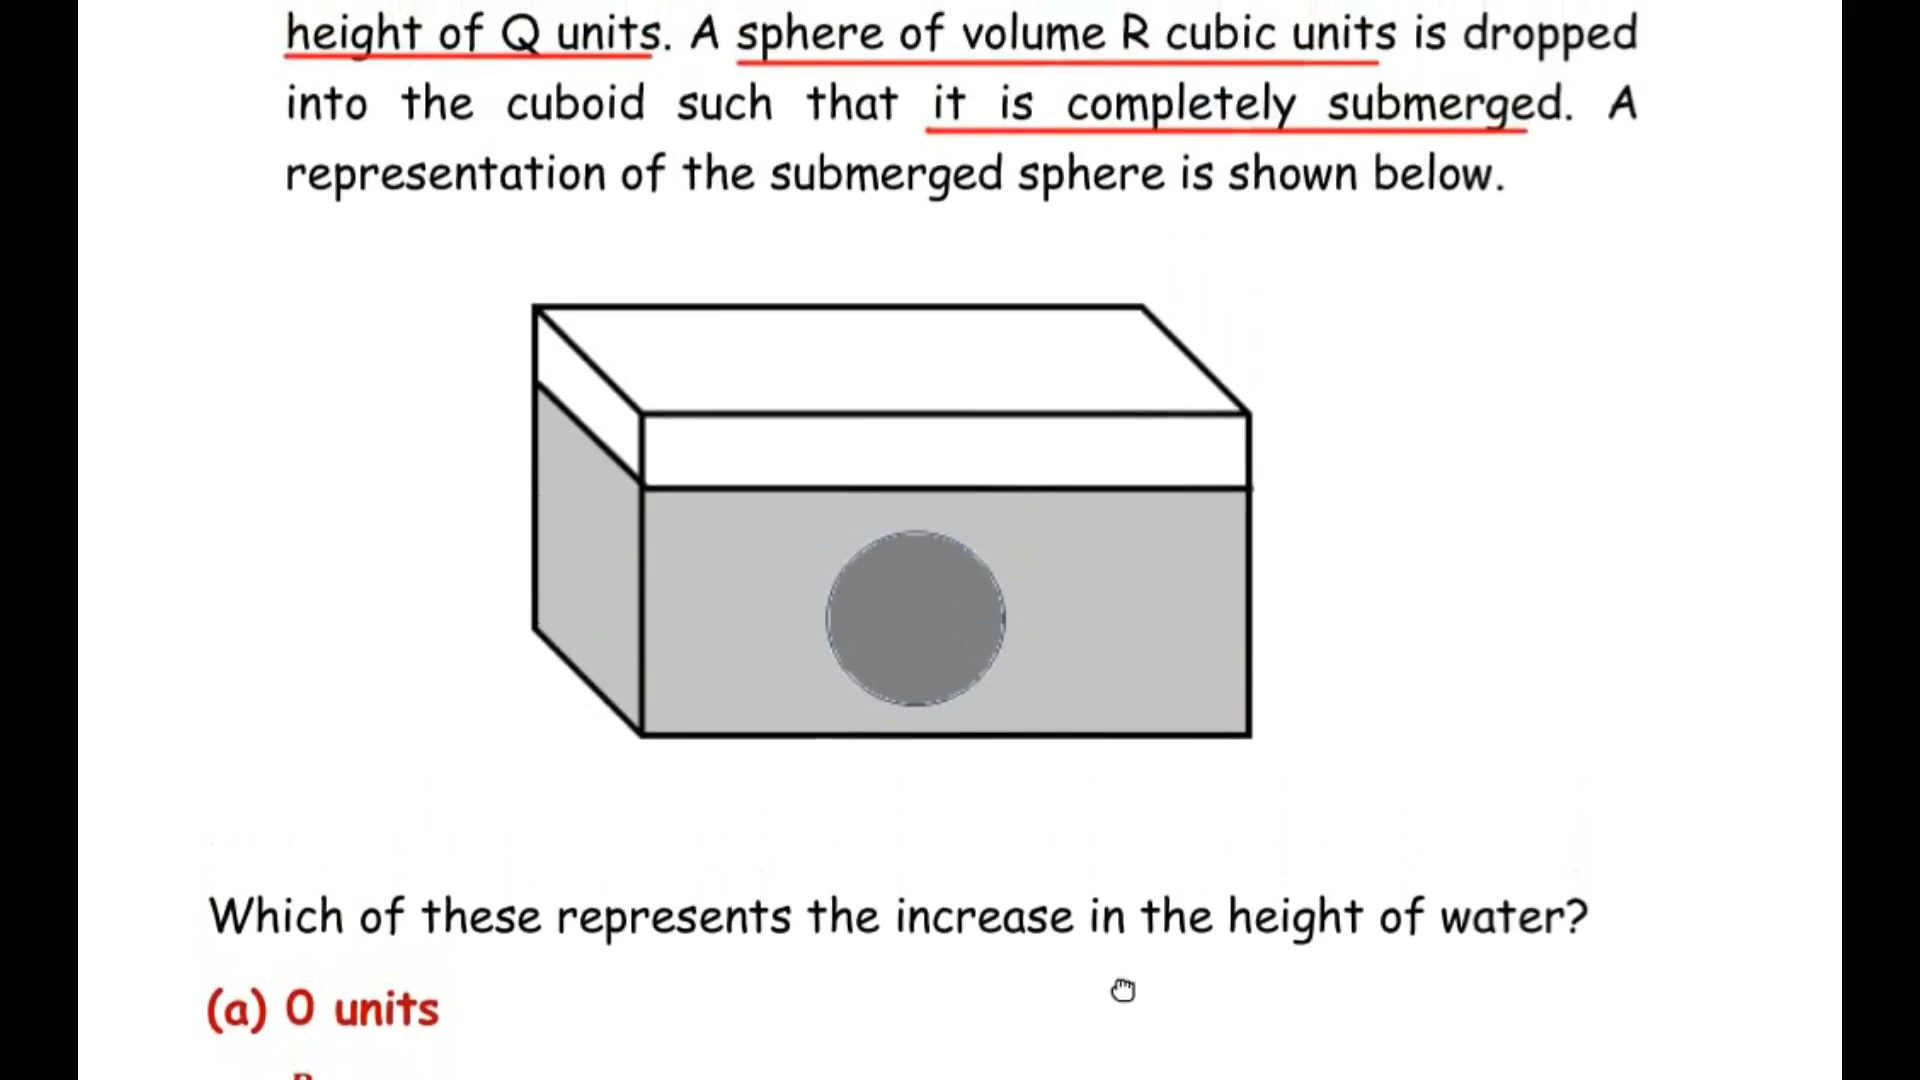 height of Q units. A sphere of volume R cubic units is dropped
into the cuboid such that it is completely submerged. A
representation of the submerged sphere is shown below.
Which of these represents the increase in the height of water?
(a) 0 units